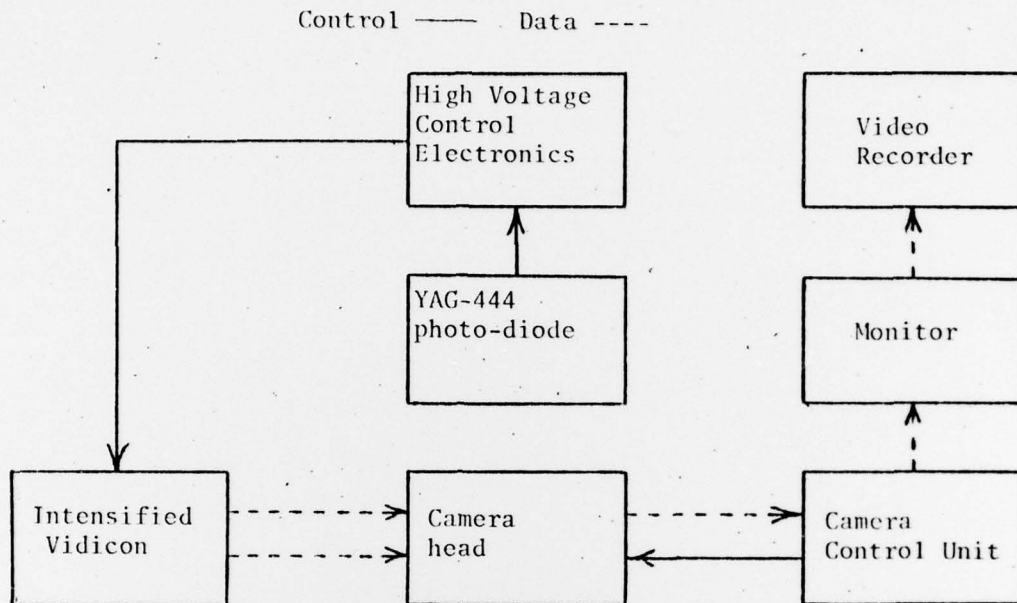 Control —— Data ----
High Voltage
Control
Electronics
Video
Recorder
YAG-444
photo-diode
Monitor
Intensified
Vidicon
Camera
head
Camera
Control Unit